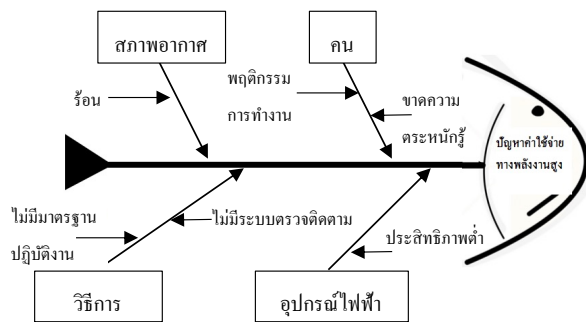 สภาพอากาศ
คน
ร้อน
พฤติกรรม
การทำงาน
ขาดความ
ตระหนักรู้
ปัญหาค่าใช้จ่าย
ทางพลังงานสูง
ไม่มีมาตรฐาน
ปฏิบัติงาน
ไม่มีระบบตรวจติดตาม
ประสิทธิภาพต่ำ
วิธีการ
อุปกรณ์ไฟฟ้า